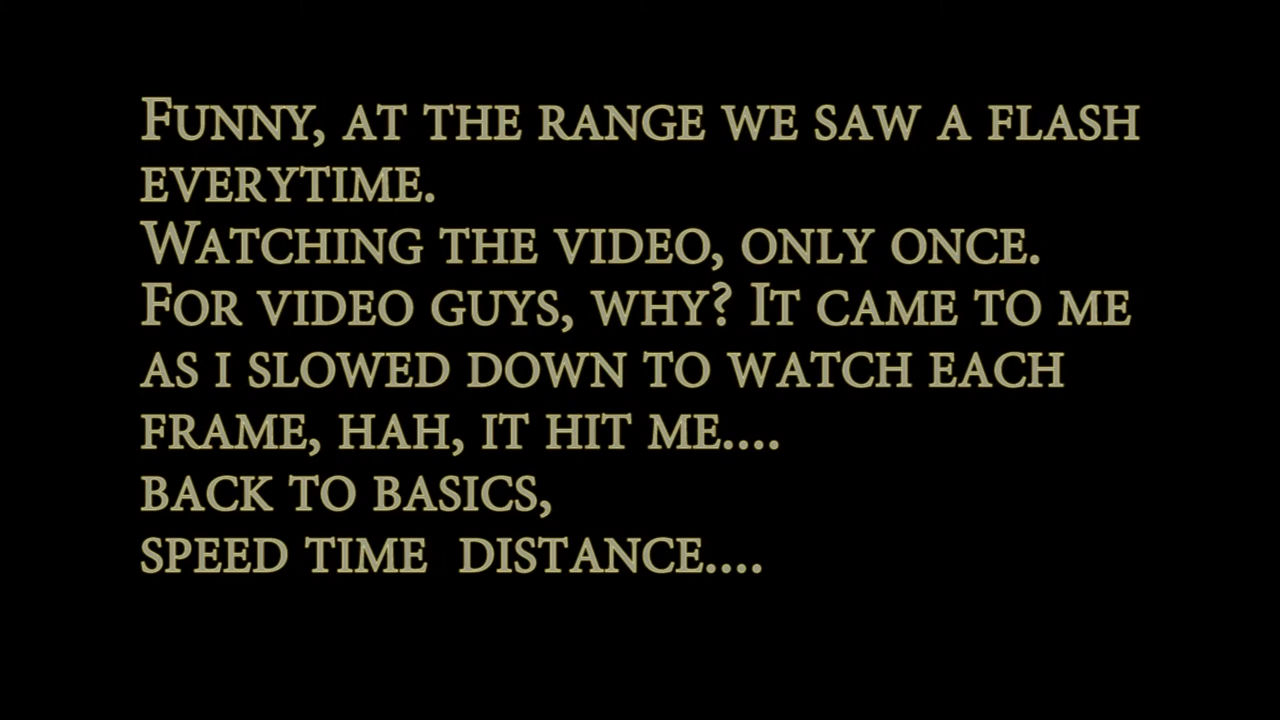 Funny, at the range we saw a flash
everytime.
Watching the video, only once.
For video guys, why? It came to me
as i slowed down to watch each
frame, hah, it hit me....
back to basics,
speed time  distance....